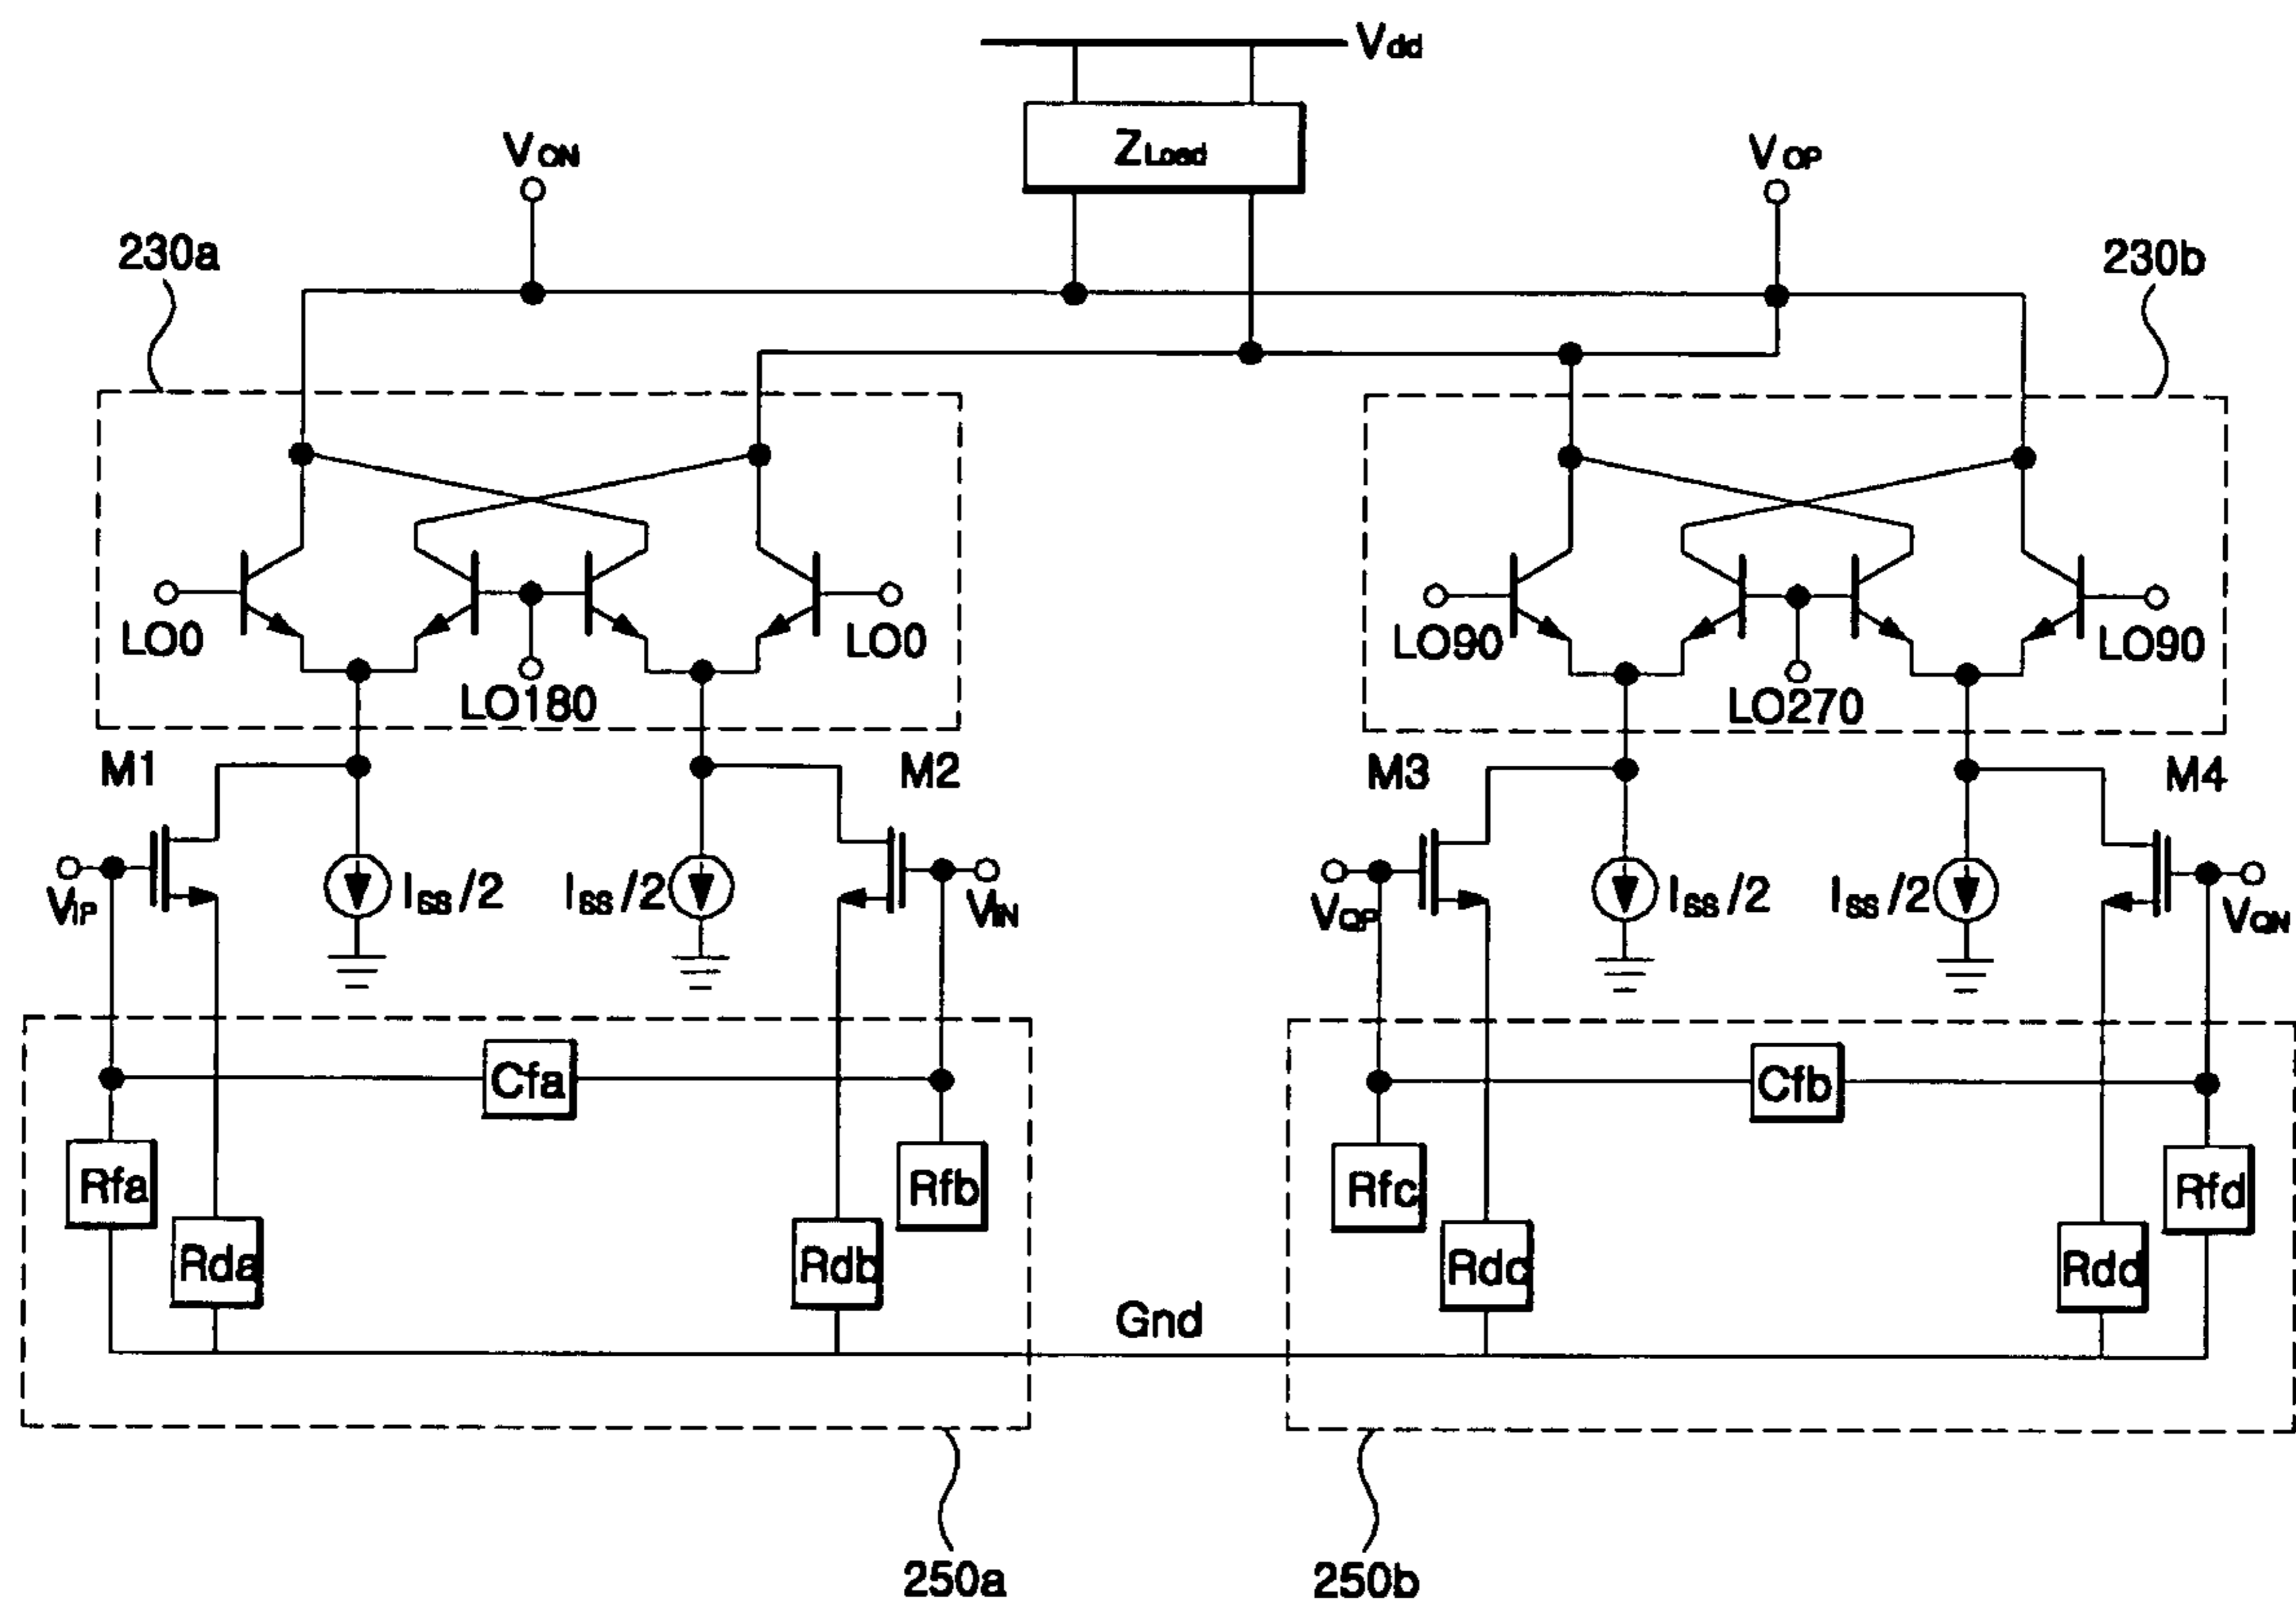 Vdd
ZLoad
VON
VOP
230a
230b
LO0
LO180
LO0
LO90
LO270
LO90
M1
M2
M3
M4
VIP
ISS/2
ISS/2
VIN
VQP
ISS/2
ISS/2
VQN
Cfa
Cfb
Rfa
Rda
Rdb
Rfb
Rfc
Rdc
Rdd
Rfd
Gnd
250a
250b